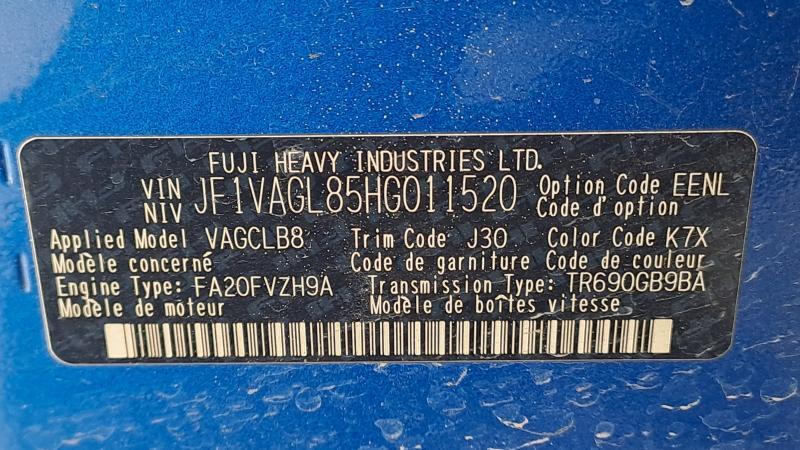 FUJI HEAVY INDUSTRIES LTD.
VIN NIV JF1VAGL85HG011520 Option Code EENL
Code d'option
Applied Model VAGCLB8 Trim Code J30 Color Code K7X
Modèle concerné Code de garniture Code de couleur
Engine Type: FA20FVZH9A Transmission Type: TR690GB9BA
Modèle de moteur Modèle de boîtes vitesse